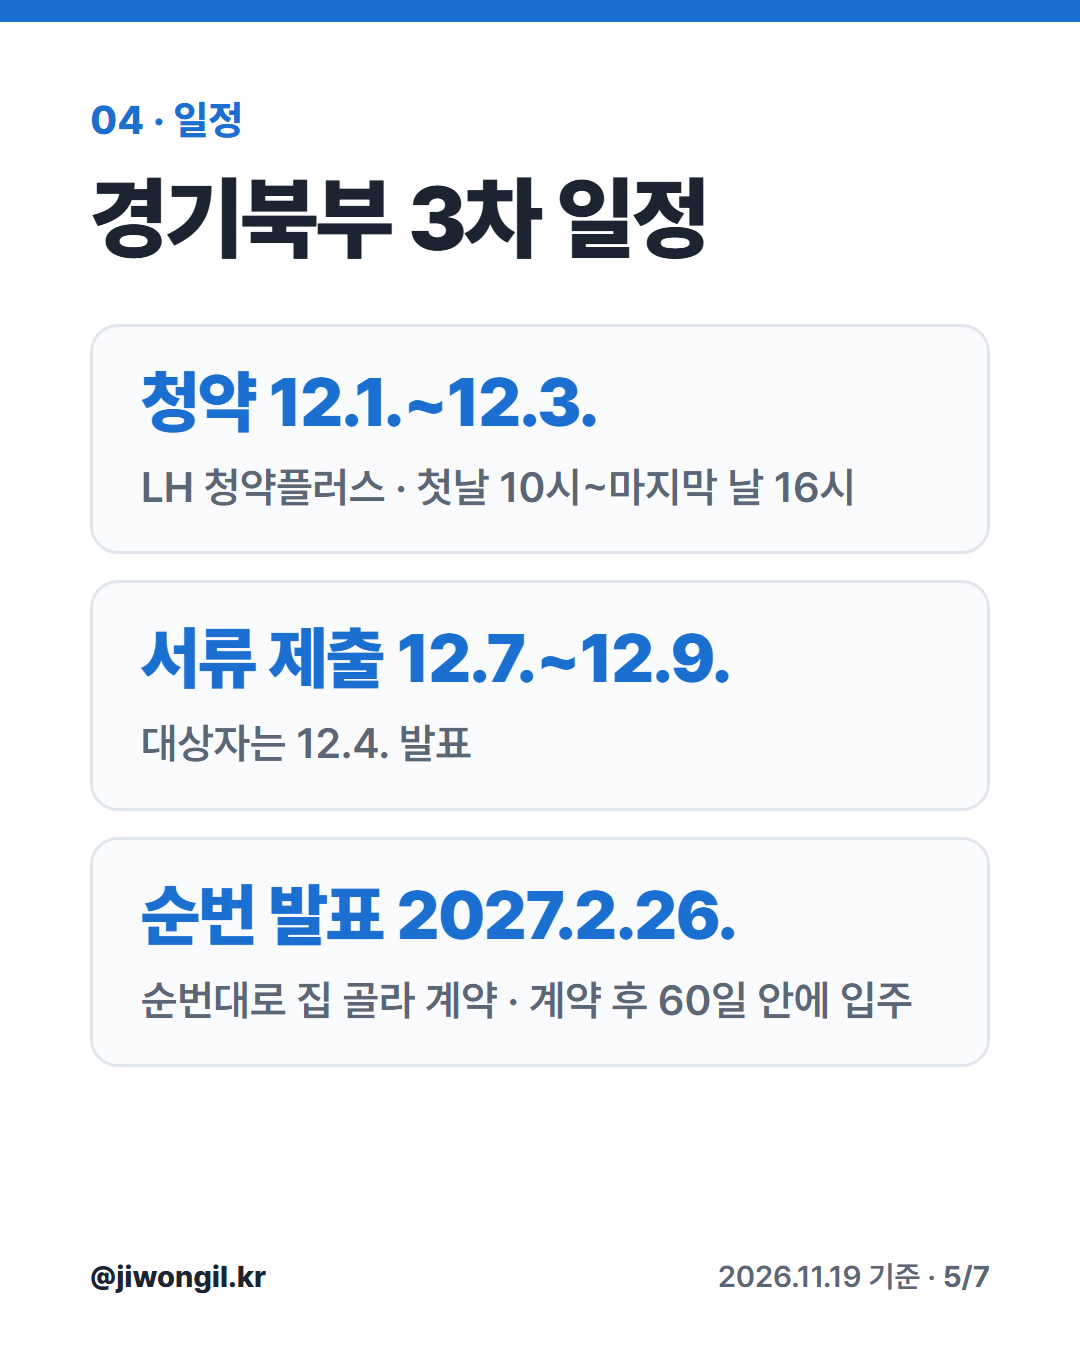 04 · 일정
경기북부 3차 일정
청약 12.1.~12.3.
LH 청약플러스 · 첫날 10시~마지막 날 16시
서류 제출 12.7.~12.9.
대상자는 12.4. 발표
순번 발표 2027.2.26.
순번대로 집 골라 계약 · 계약 후 60일 안에 입주
@jiwongil.kr
2026.11.19 기준 · 5/7